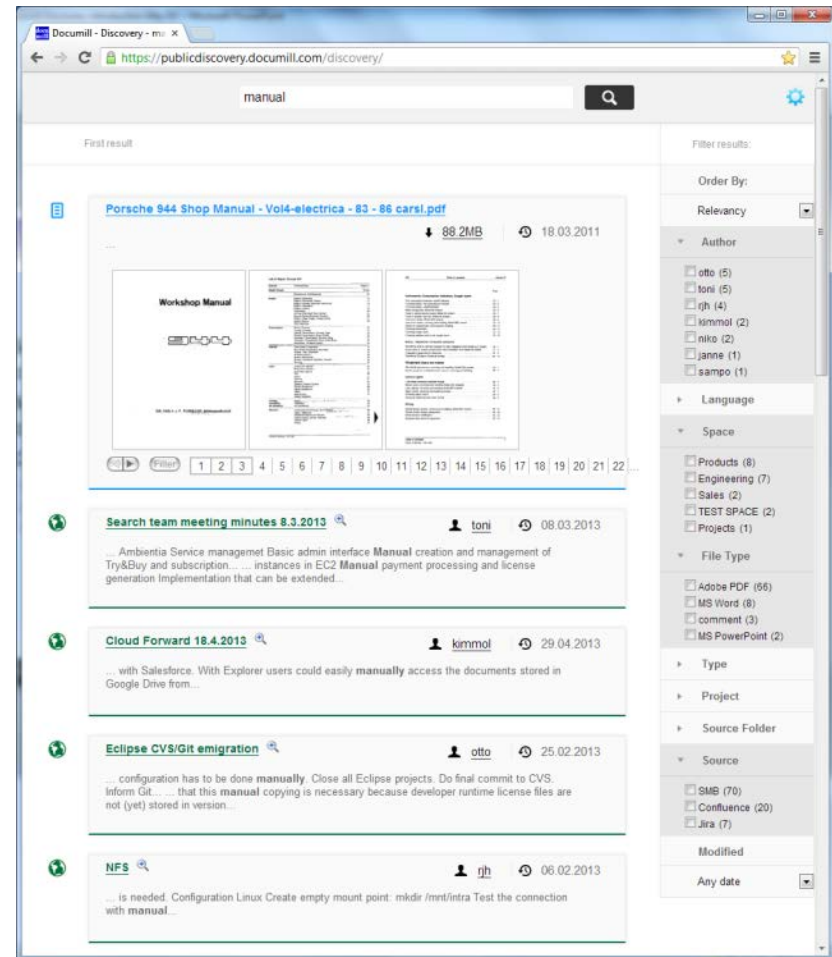 Documill - Discovery - ma
https://publicdiscovery.documill.com/discovery/
manual
First result
Filter results:
Order By:
Relevancy
Porsche 944 Shop Manual - Vol4-electrica - 83 - 86 carsl.pdf
88.2MB 18.03.2011
...
Workshop Manual
Filter 1 2 3 4 5 6 7 8 9 10 11 12 13 14 15 16 17 18 19 20 21 22 ...
Search team meeting minutes 8.3.2013
toni 08.03.2013
... Ambientia Service managemet Basic admin interface Manual creation and management of
Try&Buy and subscription... ... instances in EC2 Manual payment processing and license
generation Implementation that can be extended...
Cloud Forward 18.4.2013
kimmol 29.04.2013
... with Salesforce. With Explorer users could easily manually access the documents stored in
Google Drive from...
Eclipse CVS/Git emigration
otto 25.02.2013
... configuration has to be done manually. Close all Eclipse projects. Do final commit to CVS.
Inform Git... ... that this manual copying is necessary because developer runtime license files are
not (yet) stored in version...
NFS
rjh 06.02.2013
... is needed. Configuration Linux Create empty mount point: mkdir /mnt/intra Test the connection
with manual...
Author
otto (5)
toni (5)
rjh (4)
kimmol (2)
niko (2)
janne (1)
sampo (1)
Language
Space
Products (8)
Engineering (7)
Sales (2)
TEST SPACE (2)
Projects (1)
File Type
Adobe PDF (66)
MS Word (8)
comment (3)
MS PowerPoint (2)
Type
Project
Source Folder
Source
SMB (70)
Confluence (20)
Jira (7)
Modified
Any date